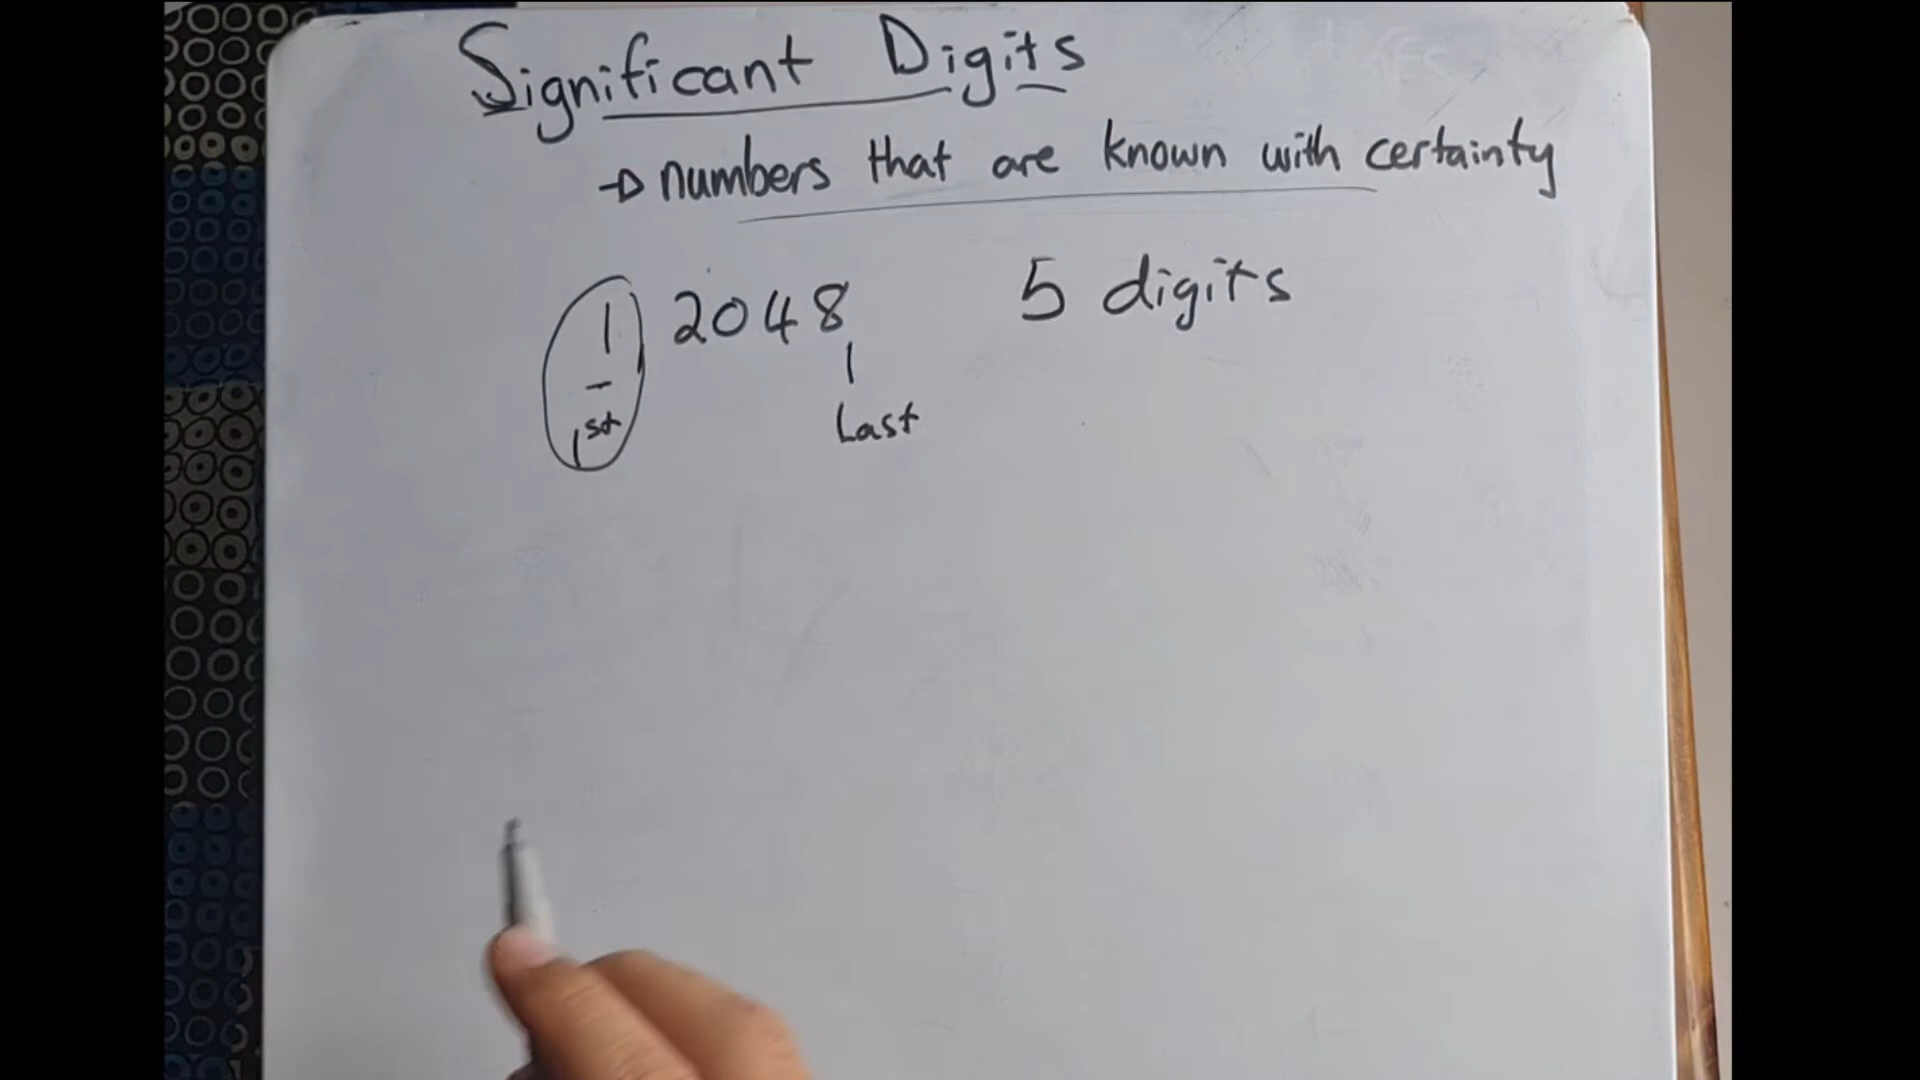 Significant Digits
→ numbers that are known with certainty
1 2048 5 digits
1st Last